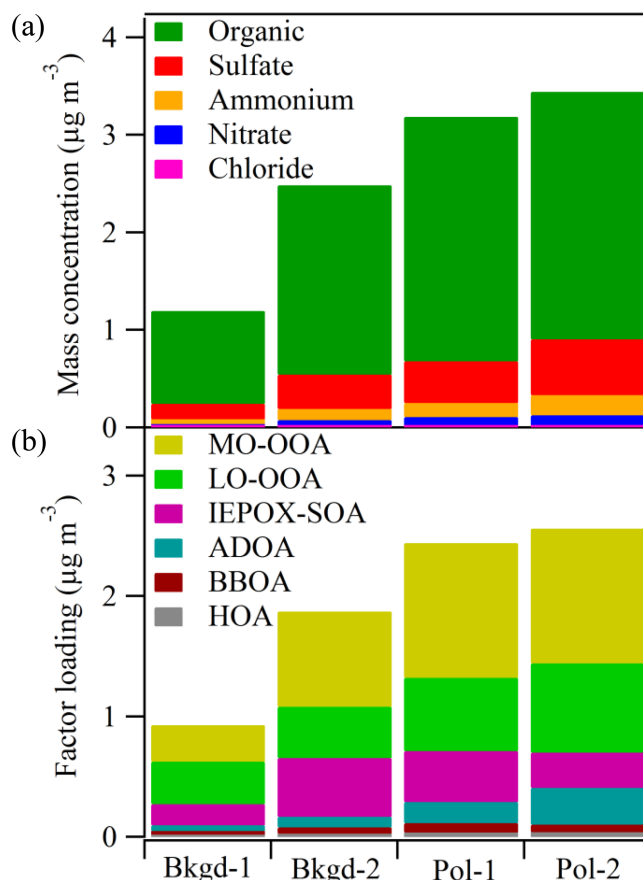 (a)
Mass concentration (μg m⁻³)
4
3
2
1
0
Organic
Sulfate
Ammonium
Nitrate
Chloride
(b)
Factor loading (μg m⁻³)
3
2
1
0
MO-OOA
LO-OOA
IEPOX-SOA
ADOA
BBOA
HOA
Bkgd-1 Bkgd-2 Pol-1 Pol-2